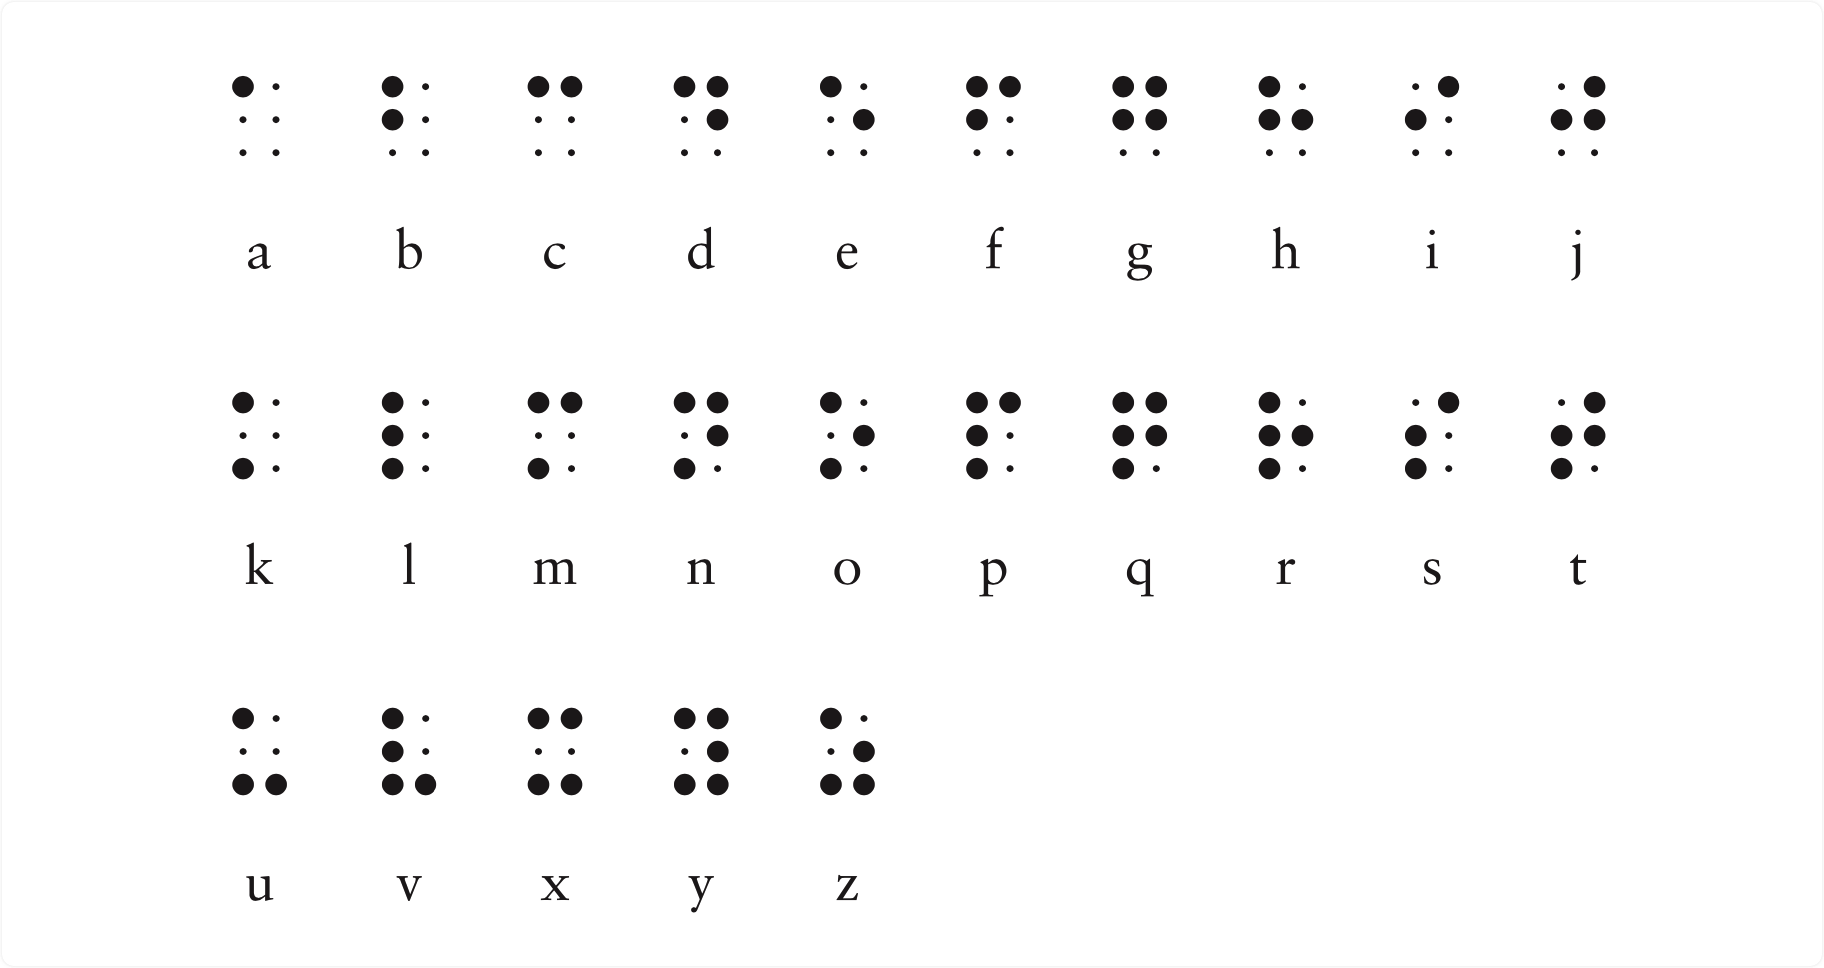 ⠁ ⠃ ⠉ ⠙ ⠑ ⠋ ⠛ ⠓ ⠊ ⠚
a b c d e f g h i j
⠅ ⠇ ⠍ ⠝ ⠕ ⠏ ⠟ ⠗ ⠎ ⠞
k l m n o p q r s t
⠥ ⠧ ⠭ ⠽ ⠵
u v x y z